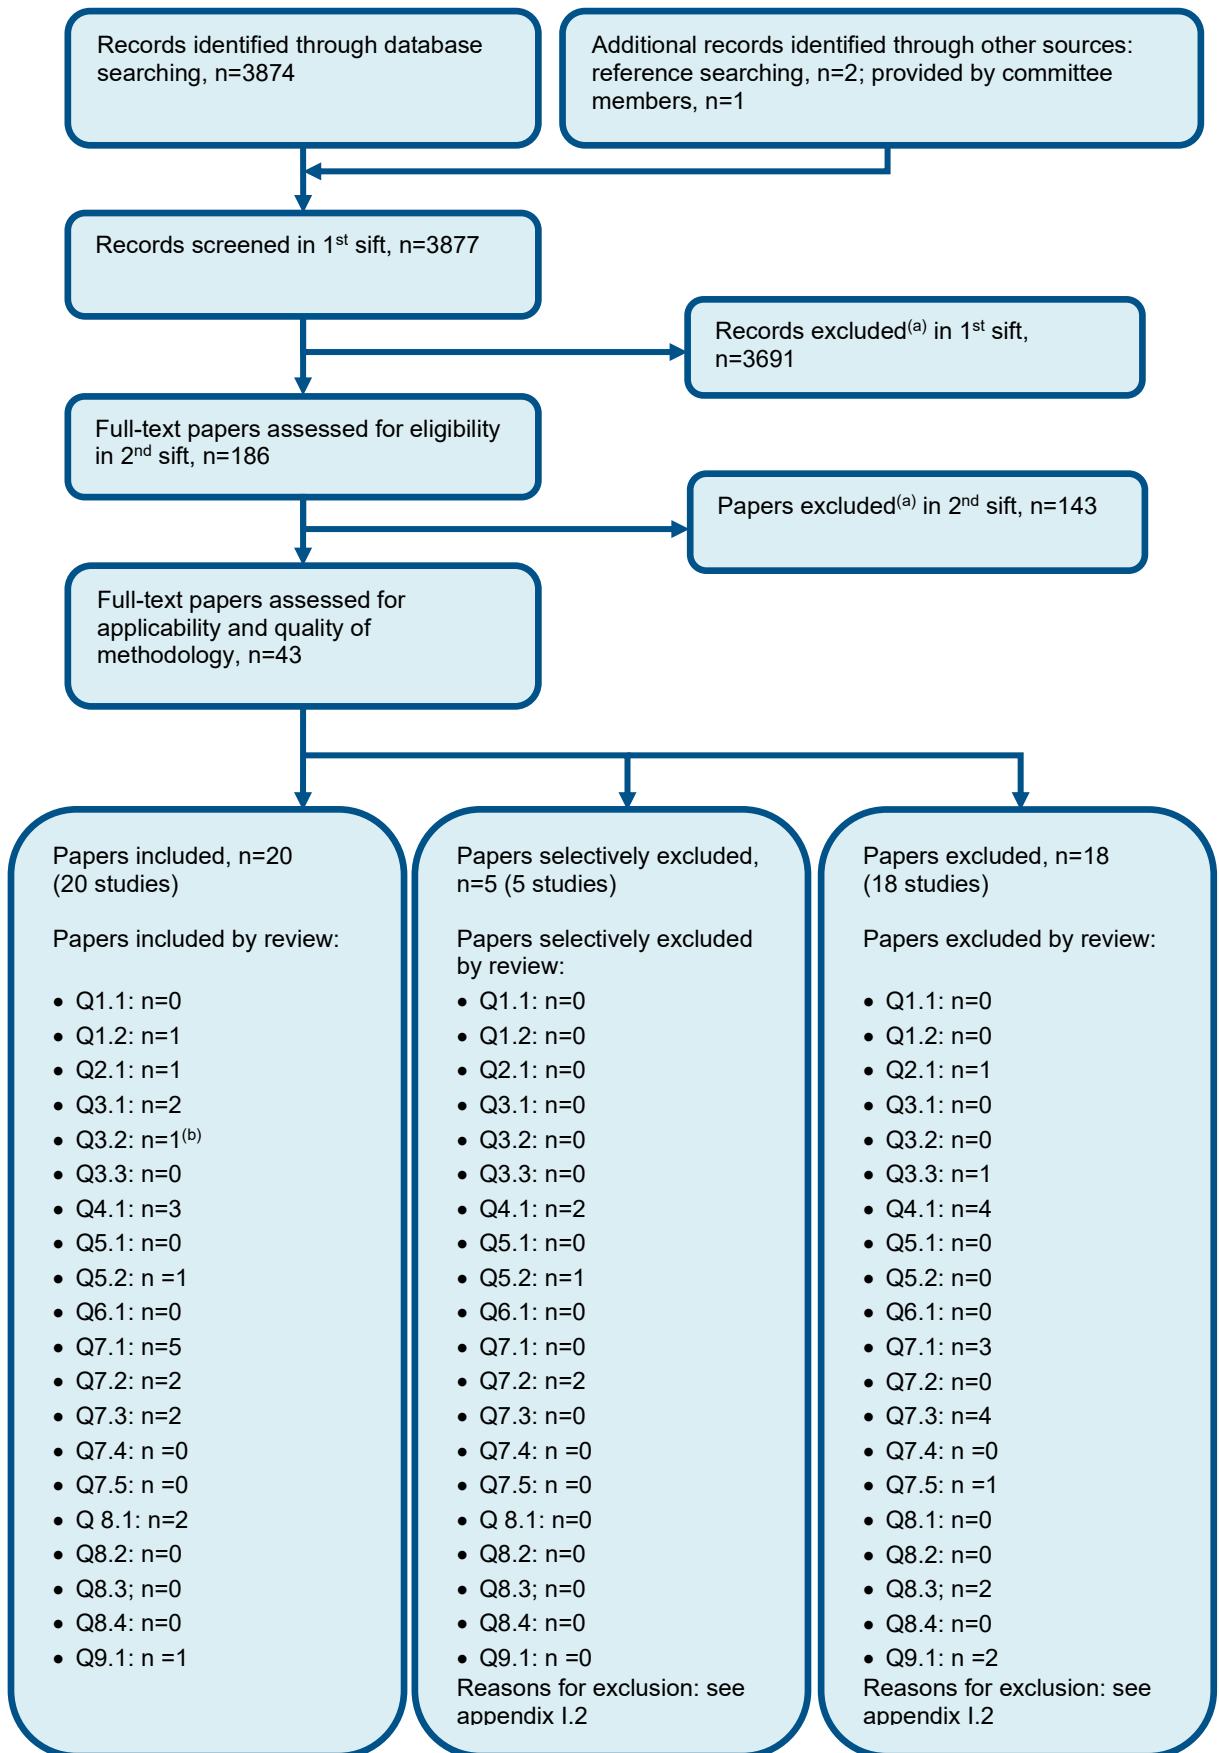 Records identified through database
searching, n=3874
Additional records identified through other sources:
reference searching, n=2; provided by committee
members, n=1
Records screened in 1st sift, n=3877
Records excluded(a) in 1st sift,
n=3691
Full-text papers assessed for eligibility
in 2nd sift, n=186
Papers excluded(a) in 2nd sift, n=143
Full-text papers assessed for
applicability and quality of
methodology, n=43
Papers included, n=20
(20 studies)
Papers included by review:
• Q1.1: n=0
• Q1.2: n=1
• Q2.1: n=1
• Q3.1: n=2
• Q3.2: n=1(b)
• Q3.3: n=0
• Q4.1: n=3
• Q5.1: n=0
• Q5.2: n =1
• Q6.1: n=0
• Q7.1: n=5
• Q7.2: n=2
• Q7.3: n=2
• Q7.4: n =0
• Q7.5: n =0
• Q 8.1: n=2
• Q8.2: n=0
• Q8.3; n=0
• Q8.4: n=0
• Q9.1: n =1
Papers selectively excluded,
n=5 (5 studies)
Papers selectively excluded
by review:
• Q1.1: n=0
• Q1.2: n=0
• Q2.1: n=0
• Q3.1: n=0
• Q3.2: n=0
• Q3.3: n=0
• Q4.1: n=2
• Q5.1: n=0
• Q5.2: n=1
• Q6.1: n=0
• Q7.1: n=0
• Q7.2: n=2
• Q7.3: n=0
• Q7.4: n =0
• Q7.5: n =0
• Q 8.1: n=0
• Q8.2: n=0
• Q8.3; n=0
• Q8.4: n=0
• Q9.1: n =0
Reasons for exclusion: see
appendix I.2
Papers excluded, n=18
(18 studies)
Papers excluded by review:
• Q1.1: n=0
• Q1.2: n=0
• Q2.1: n=1
• Q3.1: n=0
• Q3.2: n=0
• Q3.3: n=1
• Q4.1: n=4
• Q5.1: n=0
• Q5.2: n=0
• Q6.1: n=0
• Q7.1: n=3
• Q7.2: n=0
• Q7.3: n=4
• Q7.4: n =0
• Q7.5: n =1
• Q8.1: n=0
• Q8.2: n=0
• Q8.3; n=2
• Q8.4: n=0
• Q9.1: n =2
Reasons for exclusion: see
appendix I.2